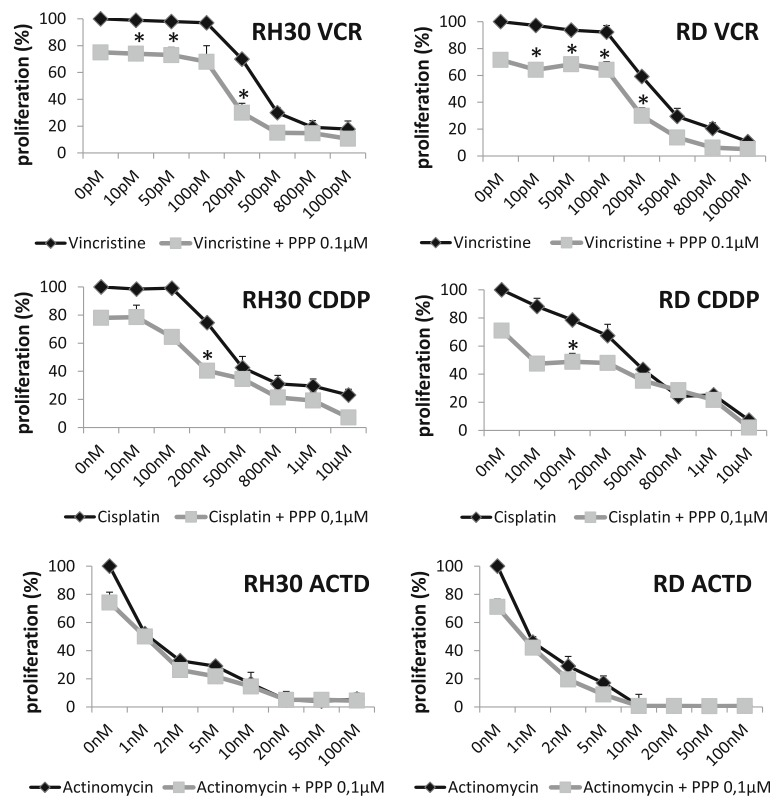 RH30 VCR
proliferation (%)
100
80
60
40
20
0
* * *
0pM 10pM 50pM 100pM 200pM 500pM 800pM 1000pM
Vincristine Vincristine + PPP 0.1µM
RD VCR
proliferation (%)
100
80
60
40
20
0
* * * *
0pM 10pM 50pM 100pM 200pM 500pM 800pM 1000pM
Vincristine Vincristine + PPP 0.1µM
RH30 CDDP
proliferation (%)
100
80
60
40
20
0
*
0nM 10nM 100nM 200nM 500nM 800nM 1µM 10µM
Cisplatin Cisplatin + PPP 0,1µM
RD CDDP
proliferation (%)
100
80
60
40
20
0
*
0nM 10nM 100nM 200nM 500nM 800nM 1µM 10µM
Cisplatin Cisplatin + PPP 0,1µM
RH30 ACTD
proliferation (%)
100
80
60
40
20
0
0nM 1nM 2nM 5nM 10nM 20nM 50nM 100nM
Actinomycin Actinomycin + PPP 0,1µM
RD ACTD
proliferation (%)
100
80
60
40
20
0
0nM 1nM 2nM 5nM 10nM 20nM 50nM 100nM
Actinomycin Actinomycin + PPP 0,1µM